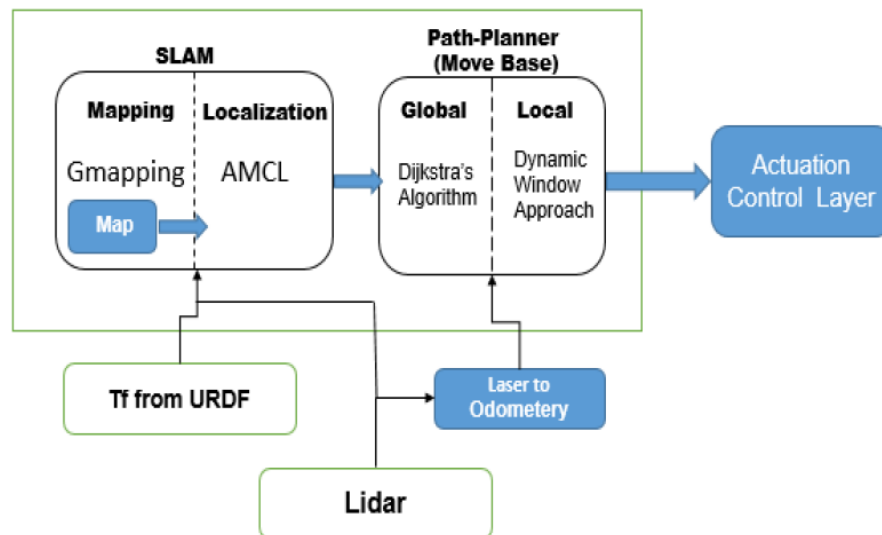 SLAM
Path-Planner
(Move Base)
Mapping
Localization
Gmapping
AMCL
Map
Global
Local
Dijkstra's
Algorithm
Dynamic
Window
Approach
Actuation
Control Layer
Tf from URDF
Laser to
Odometery
Lidar